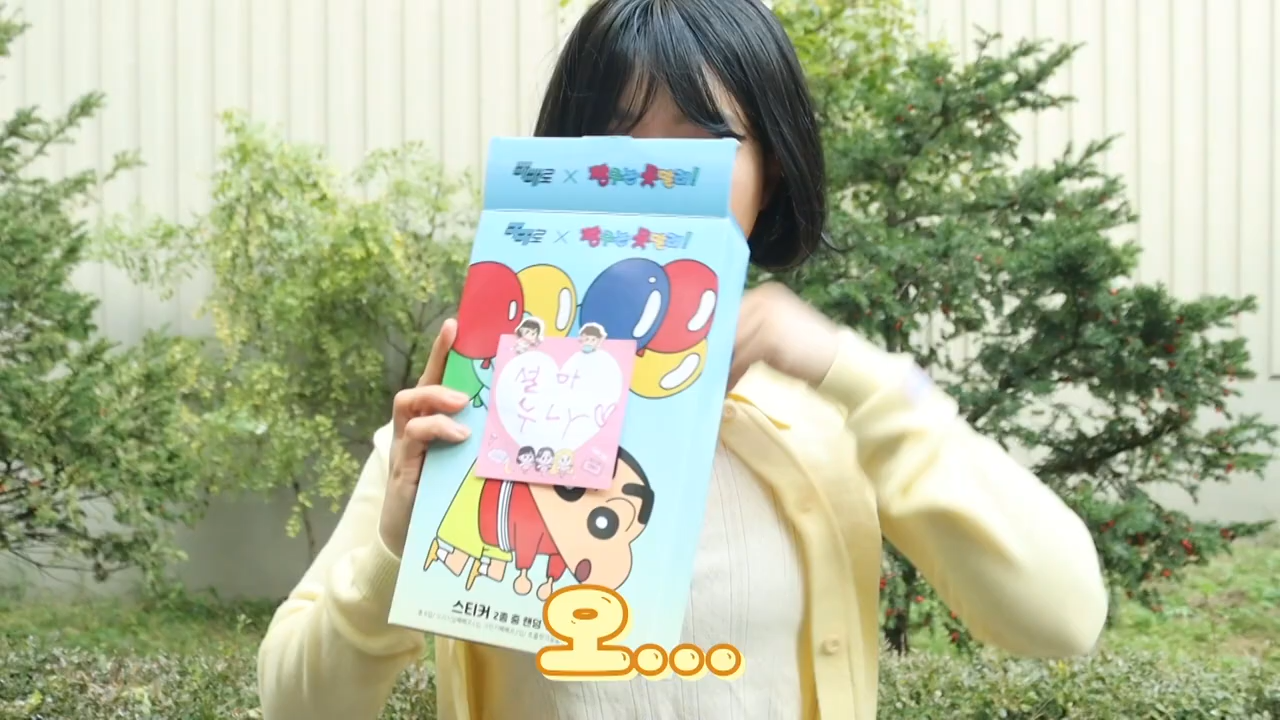 빼빼로 × 짱구는 못말려!
빼빼로 × 짱구는 못말려!
설아
누나
스티커 2종 중 랜덤
오...